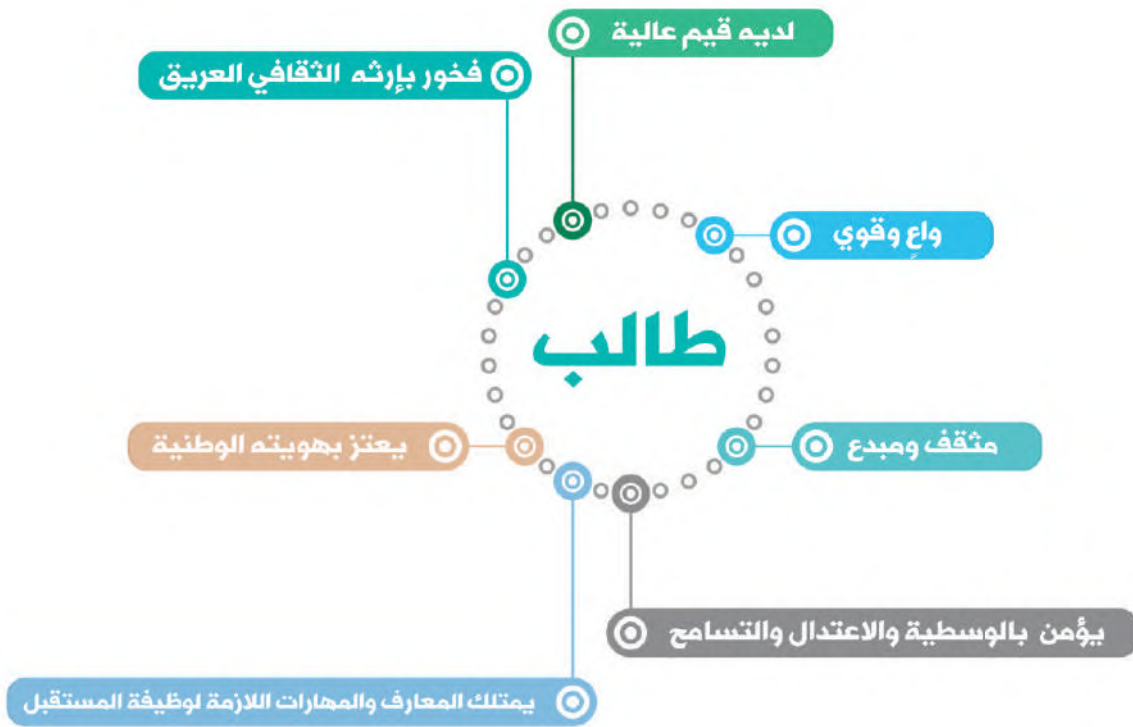 لديه قيم عالية
فخور بإرثه الثقافي العريق
واعٍ وقوي
طالب
مثقف ومبدع
يعتز بهويته الوطنية
يؤمن بالوسطية والاعتدال والتسامح
يمتلك المعارف والمهارات اللازمة لوظيفة المستقبل